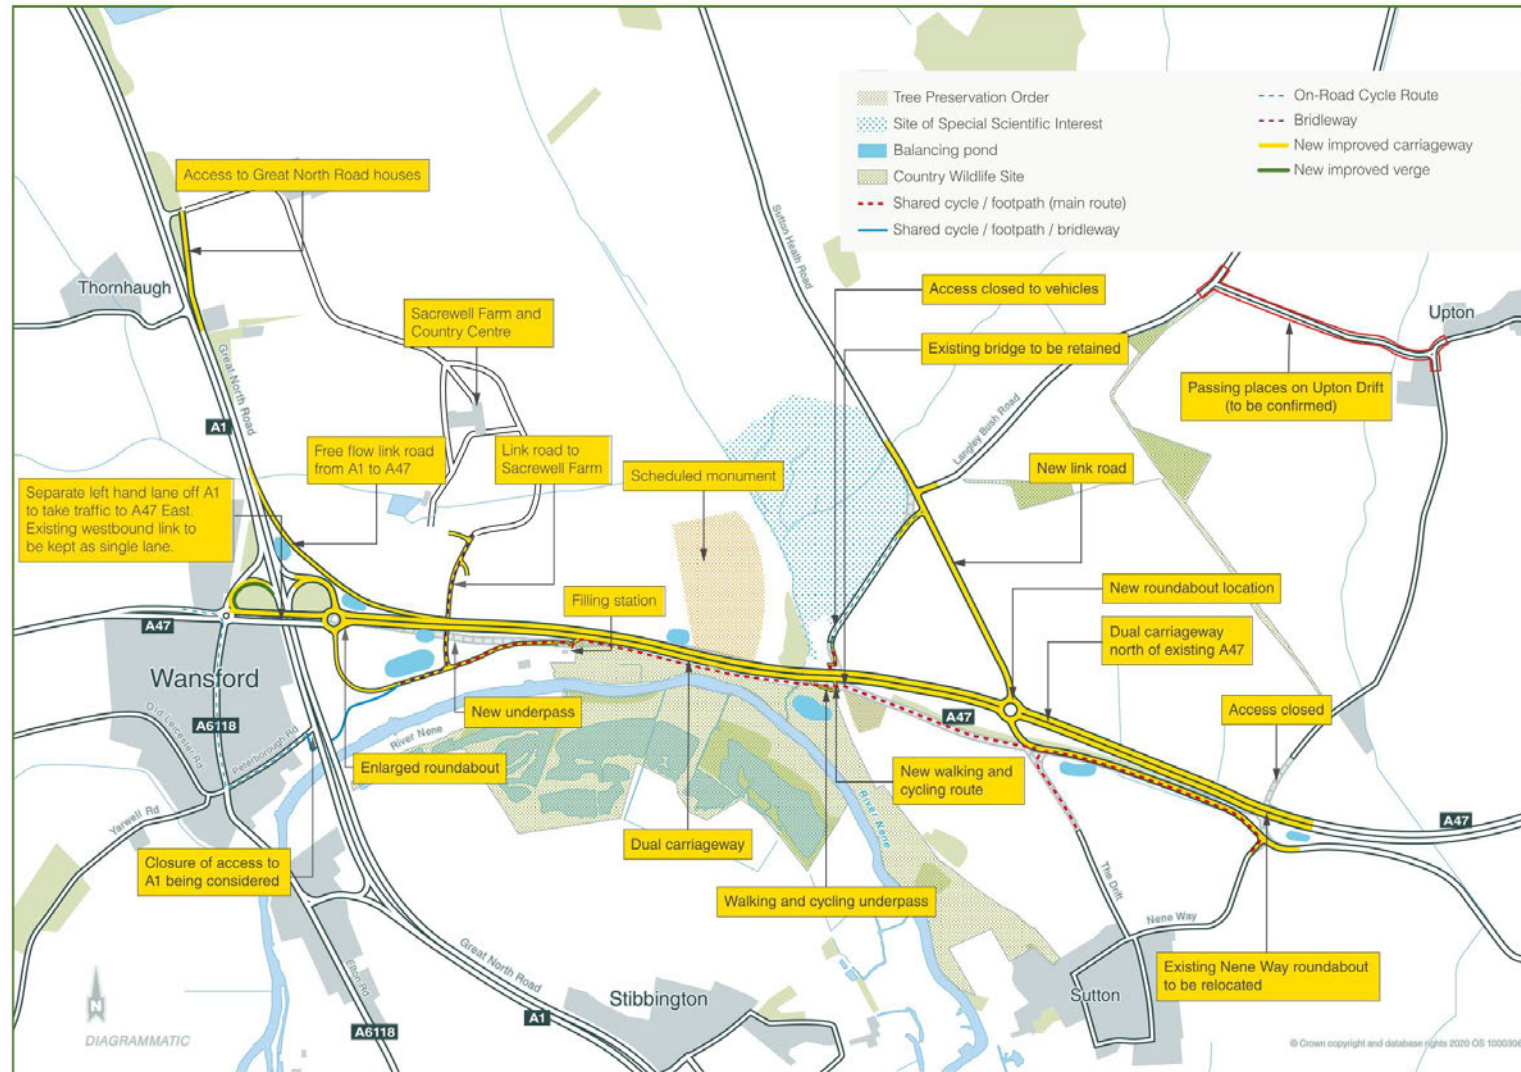 Tree Preservation Order
Site of Special Scientific Interest
Balancing pond
Country Wildlife Site
Shared cycle / footpath (main route)
Shared cycle / footpath / bridleway
On-Road Cycle Route
Bridleway
New improved carriageway
New improved verge
Access to Great North Road houses
Thornhaugh
Sacrewell Farm and
Country Centre
Sutton Heath Road
Access closed to vehicles
Existing bridge to be retained
Upton
Passing places on Upton Drift
(to be confirmed)
Great North Road
A1
Free flow link road
from A1 to A47
Link road to
Sacrewell Farm
Scheduled monument
Langley Bush Road
New link road
Separate left hand lane off A1
to take traffic to A47 East.
Existing westbound link to
be kept as single lane.
Filling station
New roundabout location
A47
Dual carriageway
north of existing A47
Wansford
A6118
Old Leicester Rd
Peterborough Rd
River Nene
New underpass
A47
Access closed
Enlarged roundabout
New walking and
cycling route
River Nene
A47
Yarwell Rd
Dual carriageway
Closure of access to
A1 being considered
Walking and cycling underpass
The Drift
Nene Way
Great North Road
Elton Rd
Existing Nene Way roundabout
to be relocated
Stibbington
Sutton
N
A1
A6118
DIAGRAMMATIC
© Crown copyright and database rights 2020 OS